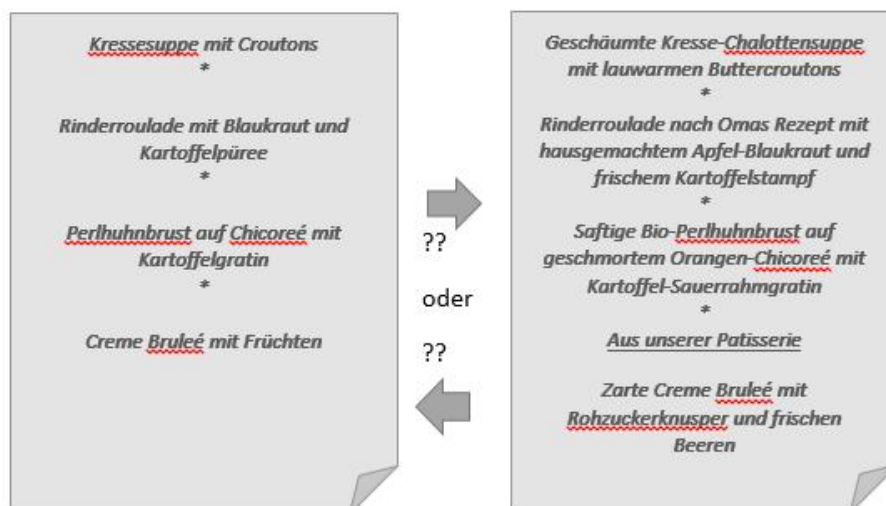 Kressesuppe mit Croutons
*
Rinderroulade mit Blaukraut und
Kartoffelpüree
*
Perlhuhnbrust auf Chicoreé mit
Kartoffelgratin
*
Creme Bruleé mit Früchten
??
oder
??
Geschäumte Kresse-Chalottensuppe
mit lauwarmen Buttercroutons
*
Rinderroulade nach Omas Rezept mit
hausgemachtem Apfel-Blaukraut und
frischem Kartoffelstampf
*
Saftige Bio-Perlhuhnbrust auf
geschmortem Orangen-Chicoreé mit
Kartoffel-Sauerrahmgratin
*
Aus unserer Patisserie
Zarte Creme Bruleé mit
Rohzuckerknusper und frischen
Beeren